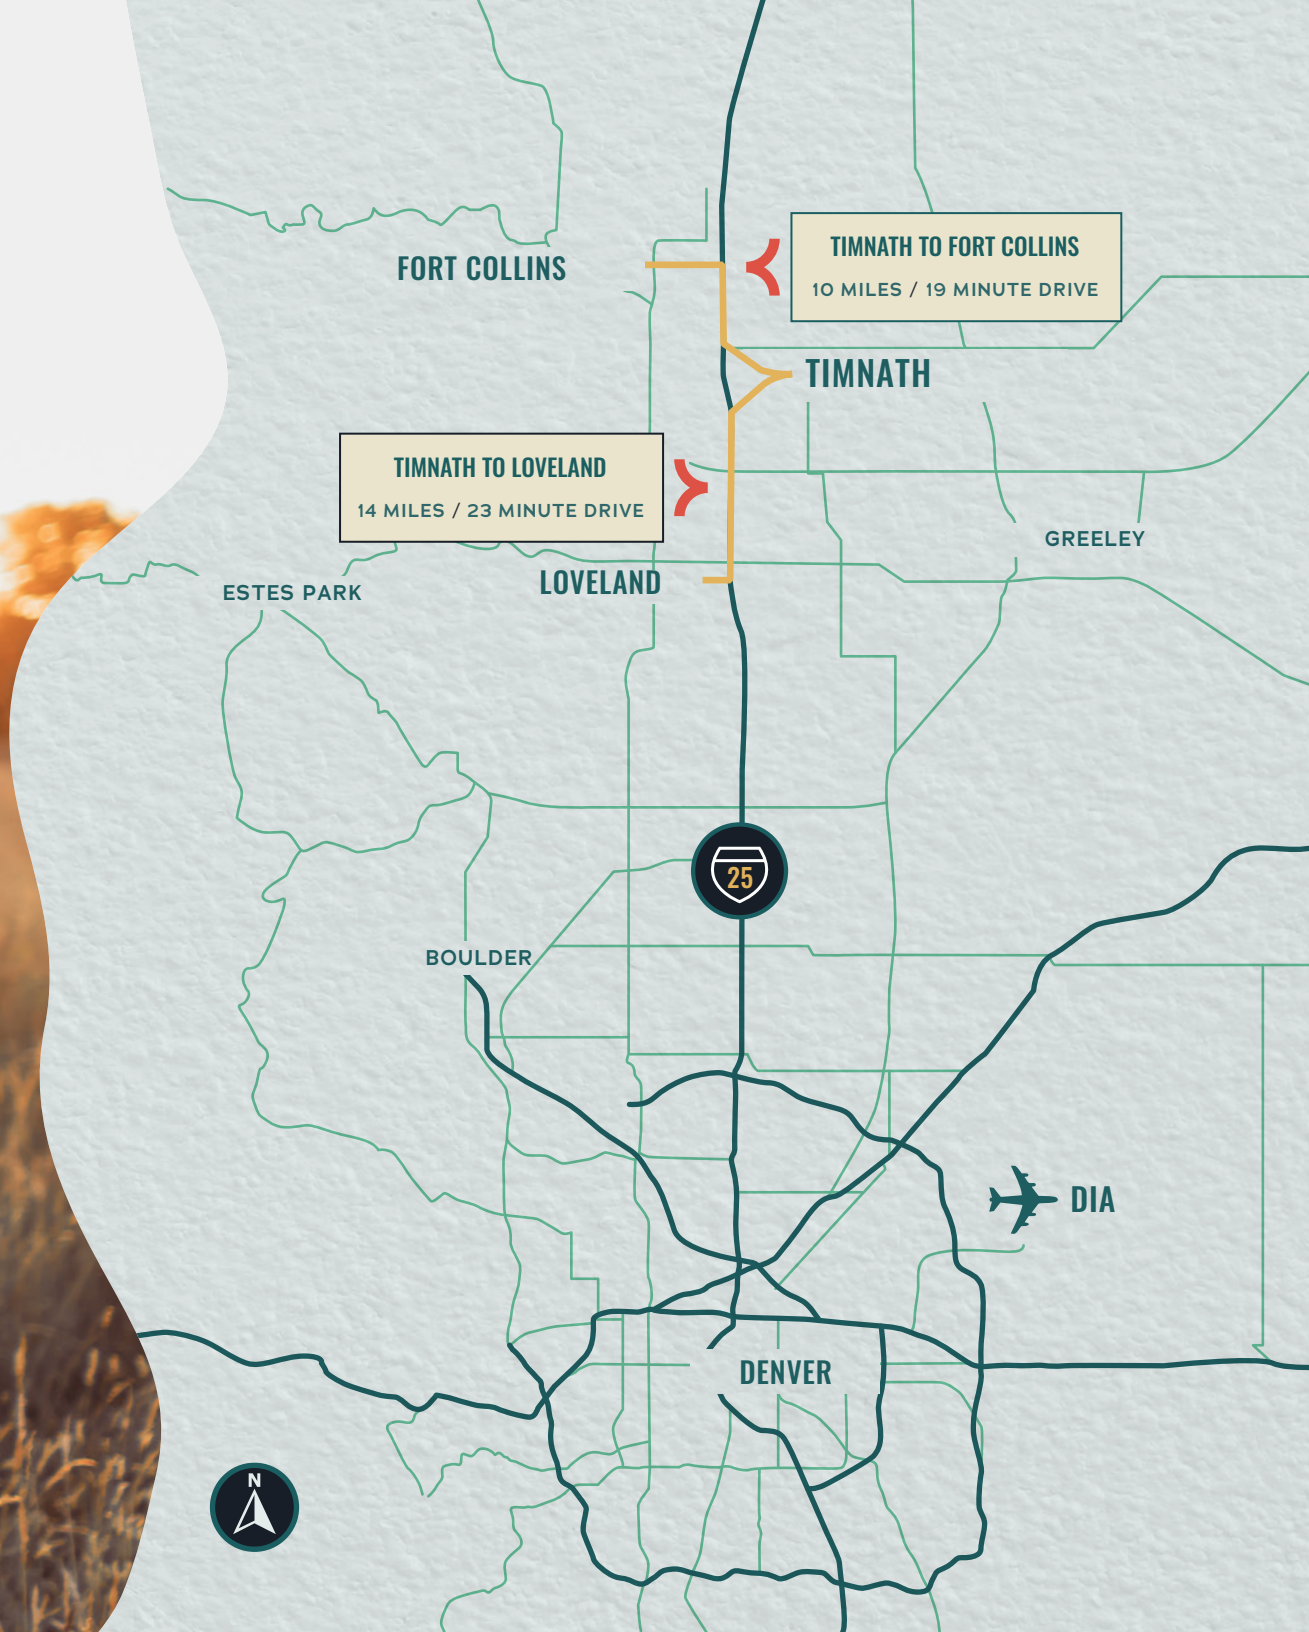 TIMNATH TO FORT COLLINS
10 MILES / 19 MINUTE DRIVE
FORT COLLINS
TIMNATH
TIMNATH TO LOVELAND
14 MILES / 23 MINUTE DRIVE
GREELEY
LOVELAND
ESTES PARK
25
BOULDER
DIA
DENVER
N